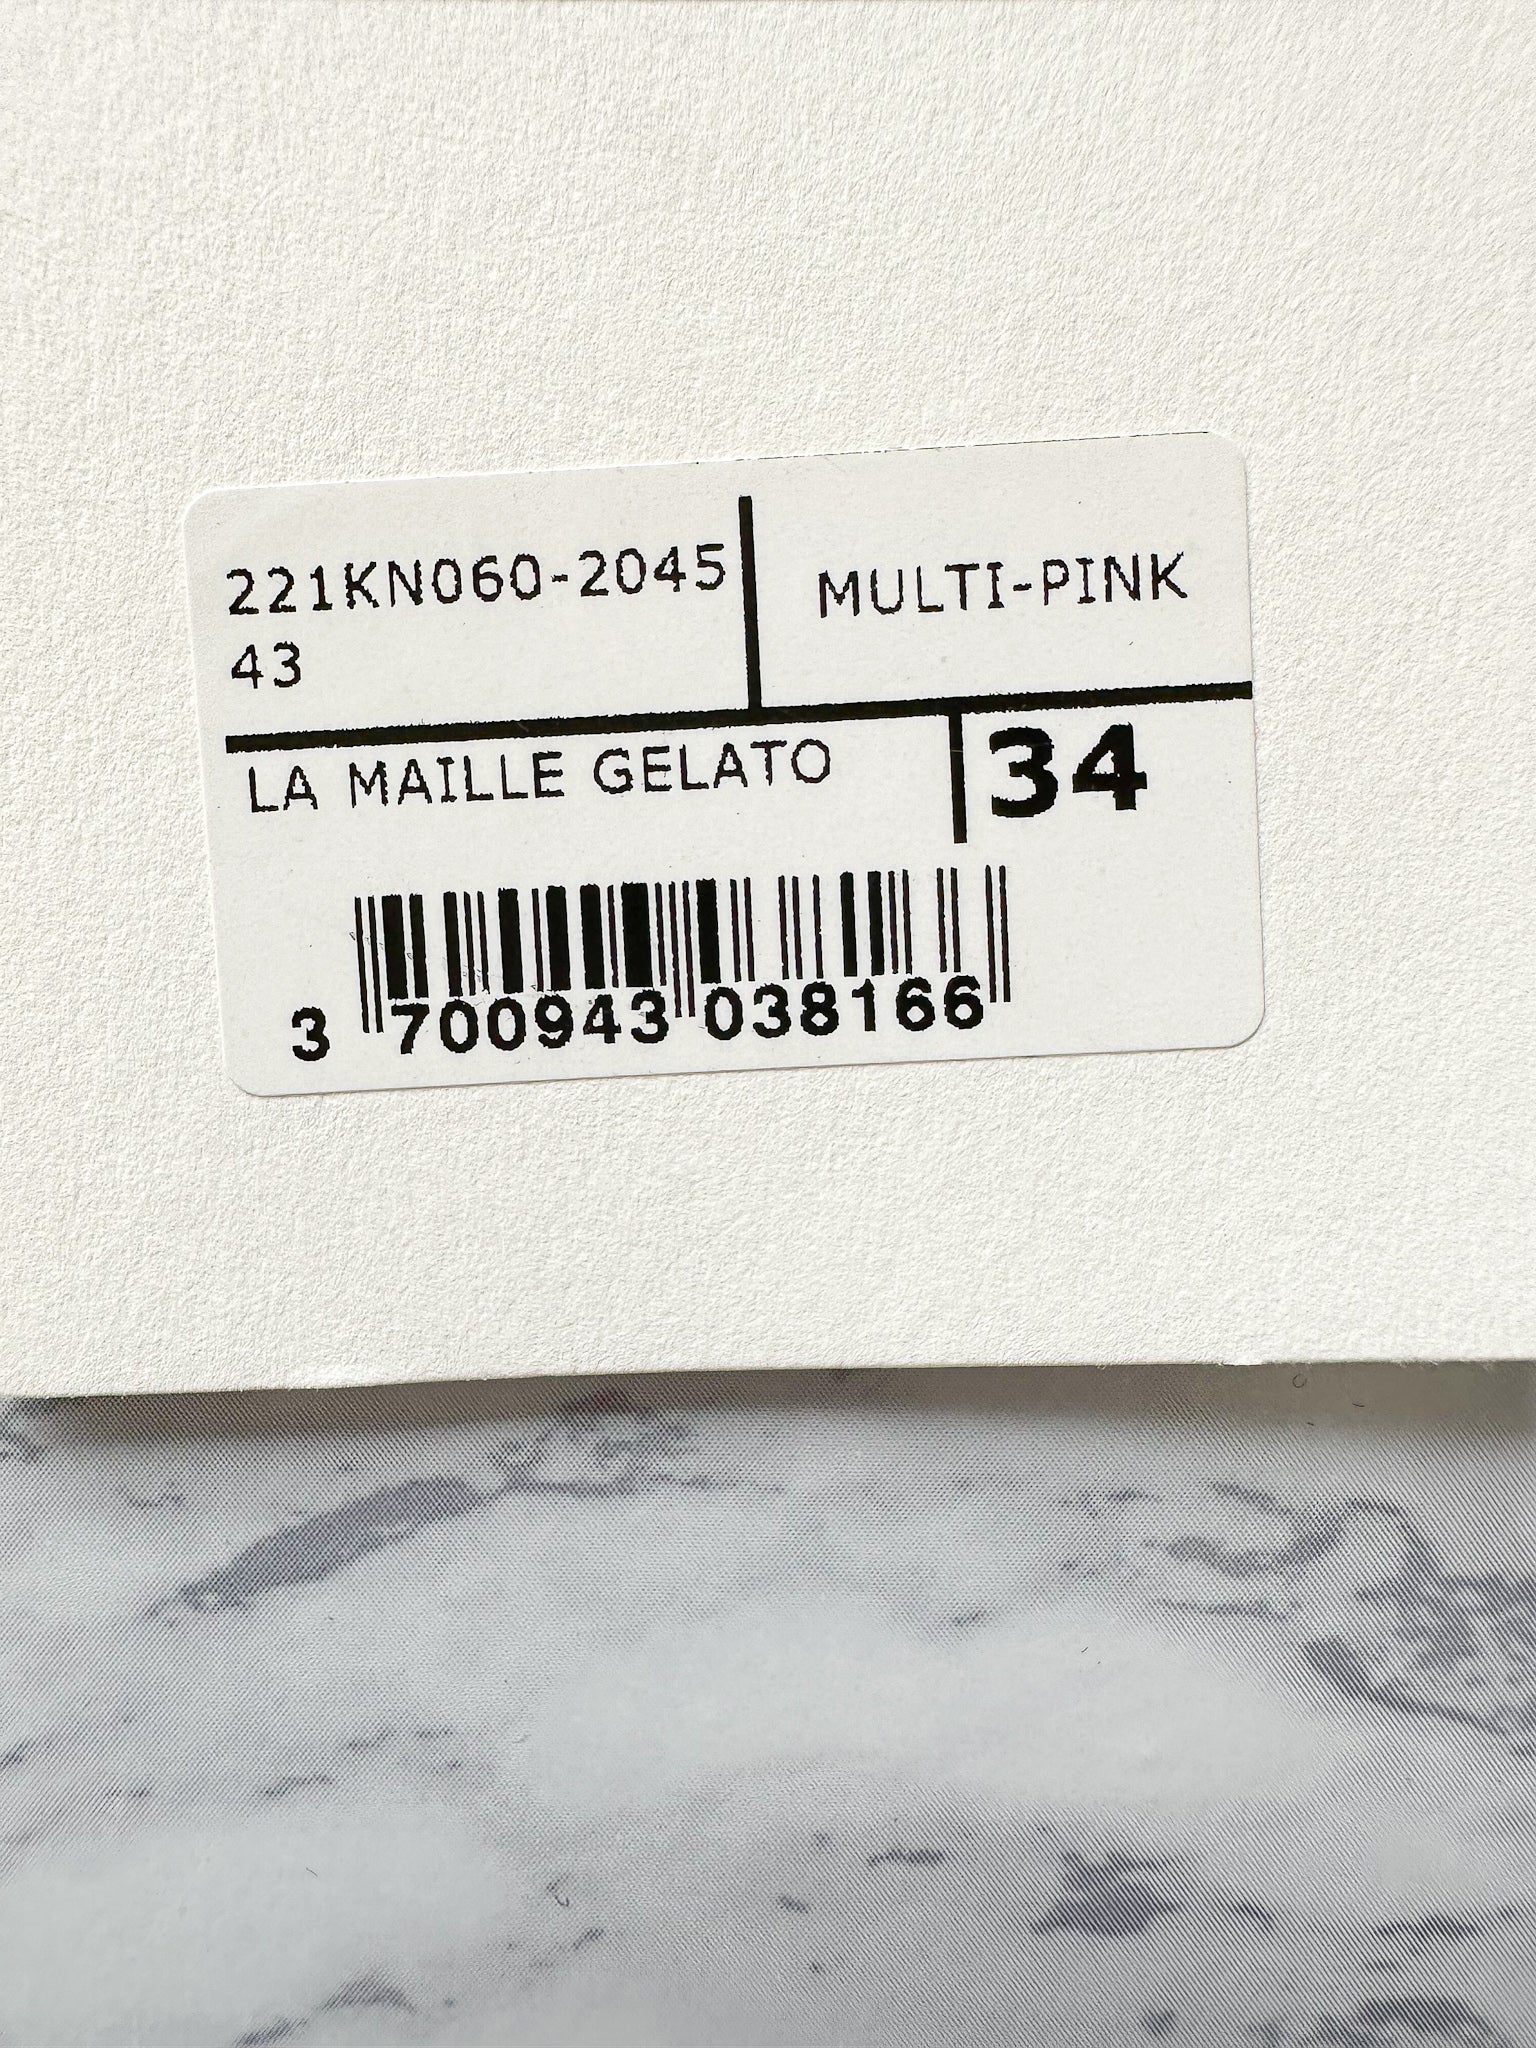 221KN060-2045
43
MULTI-PINK
LA MAILLE GELATO
34
3 700943 038166